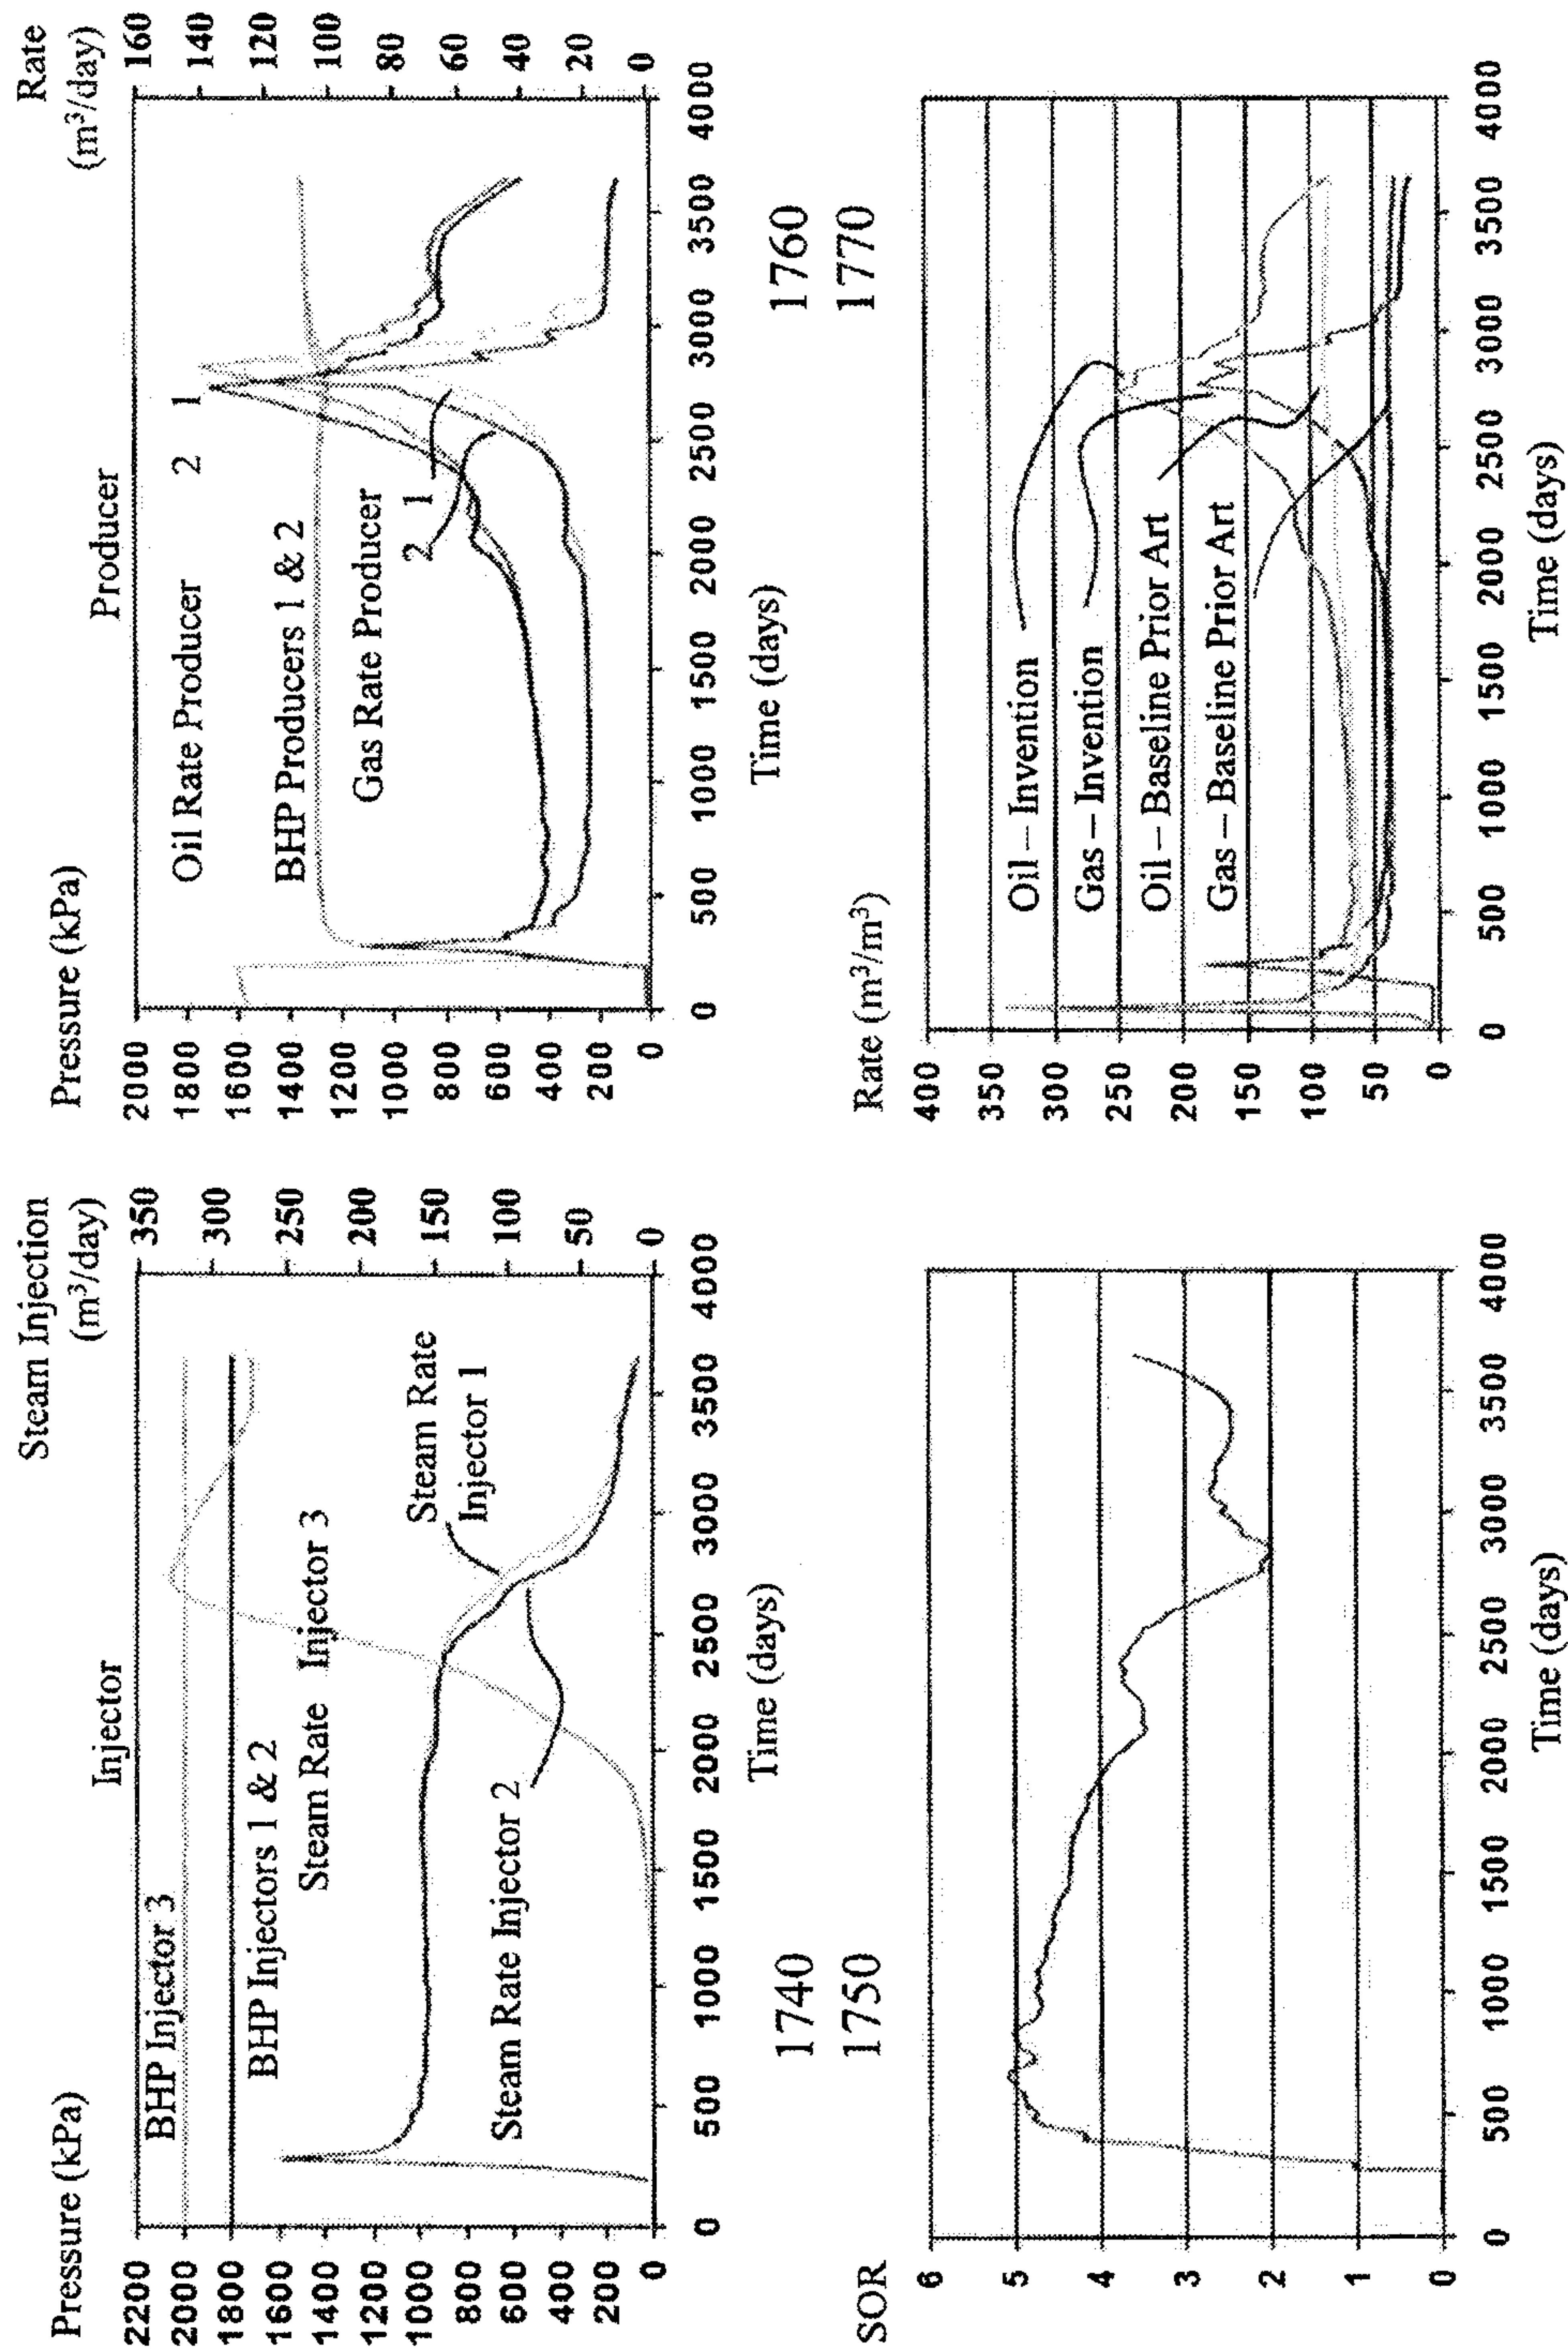 Injector
Pressure (kPa)
Steam Injection
(m³/day)
2200
2000
1800
1600
1400
1200
1000
800
600
400
200
0
350
300
250
200
150
100
50
0
BHP Injector 3
BHP Injectors 1 & 2
Steam Rate Injector 3
Steam Rate
Injector 1
Steam Rate Injector 2
0 500 1000 1500 2000 2500 3000 3500 4000
Time (days)
Producer
Pressure (kPa)
Rate
(m³/day)
2000
1800
1600
1400
1200
1000
800
600
400
200
0
160
140
120
100
80
60
40
20
0
Oil Rate Producer 2 1
BHP Producers 1 & 2
Gas Rate Producer
2 1
0 500 1000 1500 2000 2500 3000 3500 4000
Time (days)
1740
1750
1760
1770
SOR
6
5
4
3
2
1
0
0 500 1000 1500 2000 2500 3000 3500 4000
Time (days)
Rate (m³/m³)
400
350
300
250
200
150
100
50
0
Oil – Invention
Gas – Invention
Oil – Baseline Prior Art
Gas – Baseline Prior Art
0 500 1000 1500 2000 2500 3000 3500 4000
Time (days)